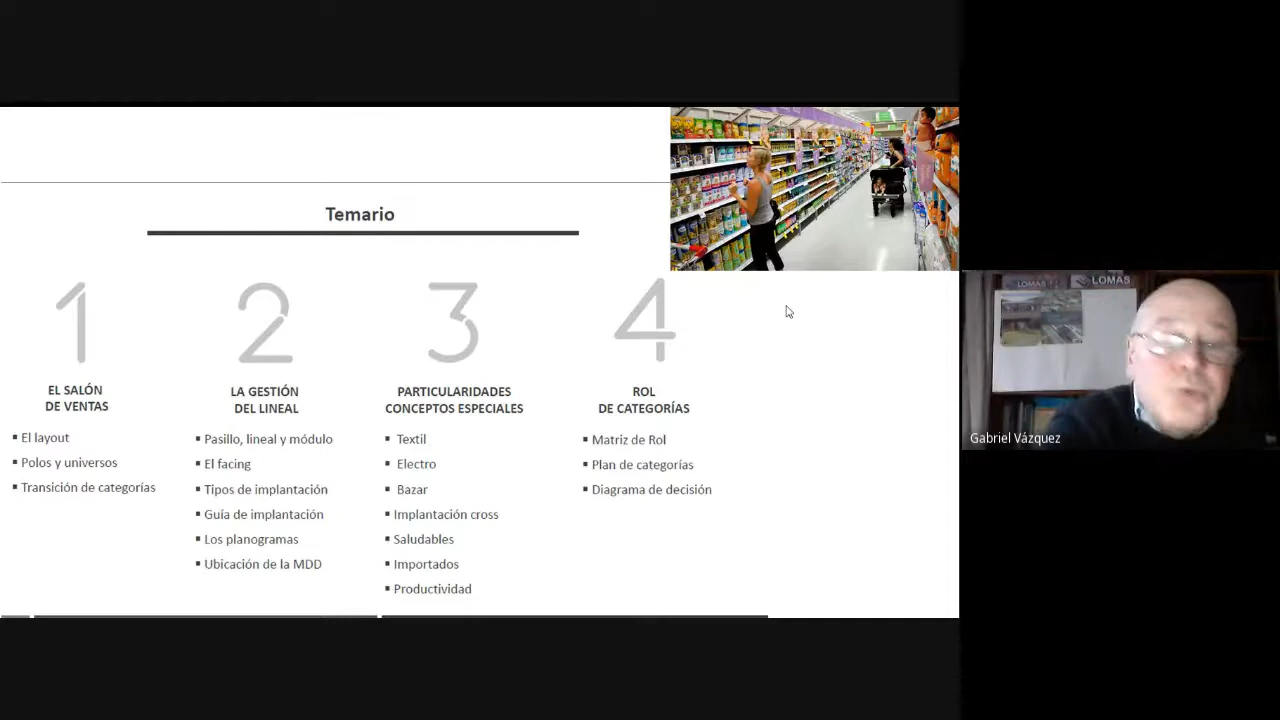 Temario
1
EL SALÓN
DE VENTAS
▪ El layout
▪ Polos y universos
▪ Transición de categorías
2
LA GESTIÓN
DEL LINEAL
▪ Pasillo, lineal y módulo
▪ El facing
▪ Tipos de implantación
▪ Guía de implantación
▪ Los planogramas
▪ Ubicación de la MDD
3
PARTICULARIDADES
CONCEPTOS ESPECIALES
▪ Textil
▪ Electro
▪ Bazar
▪ Implantación cross
▪ Saludables
▪ Importados
▪ Productividad
4
ROL
DE CATEGORÍAS
▪ Matriz de Rol
▪ Plan de categorías
▪ Diagrama de decisión
LOMAS
LOMAS
Gabriel Vázquez